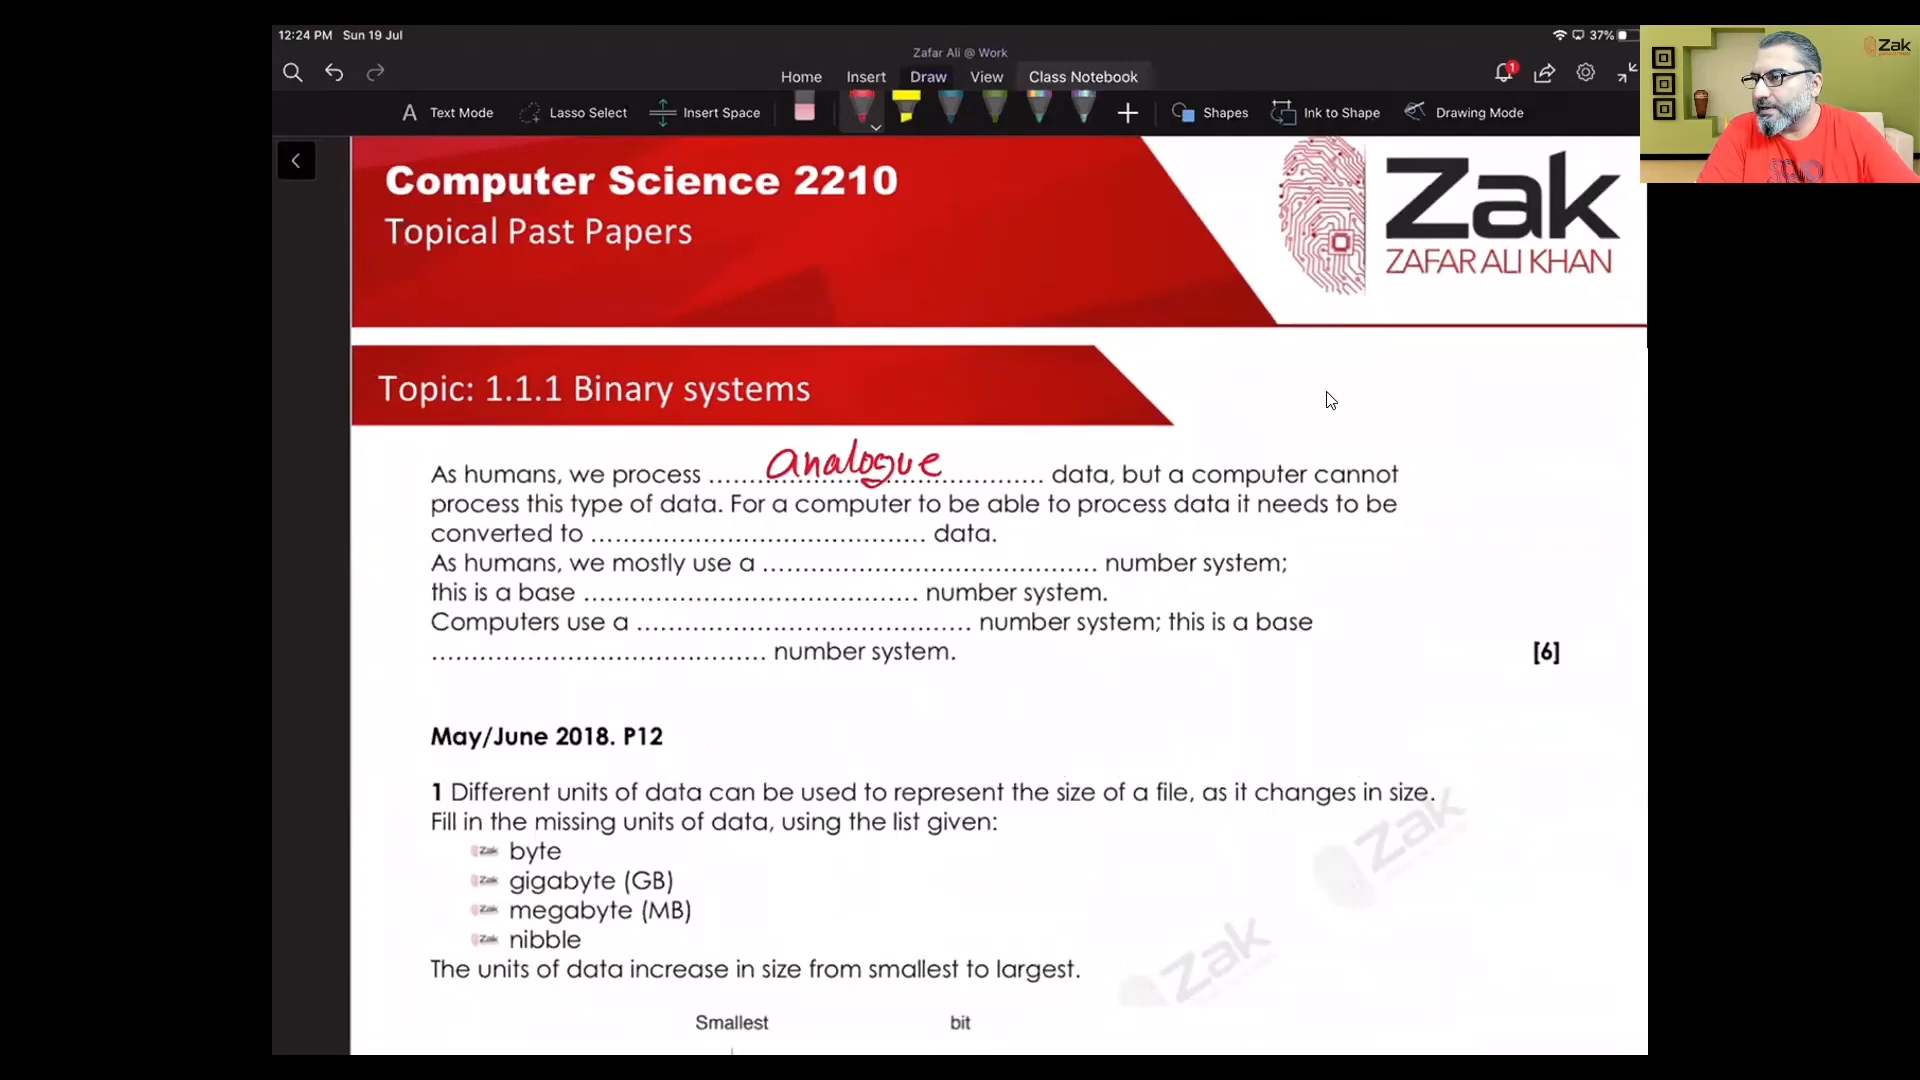 12:24 PM Sun 19 Jul
37%
Zafar Ali @ Work
Home Insert Draw View Class Notebook
1
Text Mode Lasso Select Insert Space Shapes Ink to Shape Drawing Mode
Zak
Computer Science 2210
Topical Past Papers
Zak
ZAFAR ALI KHAN
Topic: 1.1.1 Binary systems
As humans, we process ........analogue........ data, but a computer cannot
process this type of data. For a computer to be able to process data it needs to be
converted to .......................................... data.
As humans, we mostly use a .......................................... number system;
this is a base .......................................... number system.
Computers use a .......................................... number system; this is a base
.......................................... number system. [6]
May/June 2018. P12
1 Different units of data can be used to represent the size of a file, as it changes in size.
Fill in the missing units of data, using the list given:
Zak byte
Zak gigabyte (GB)
Zak megabyte (MB)
Zak nibble
The units of data increase in size from smallest to largest.
Zak
Zak
Smallest bit